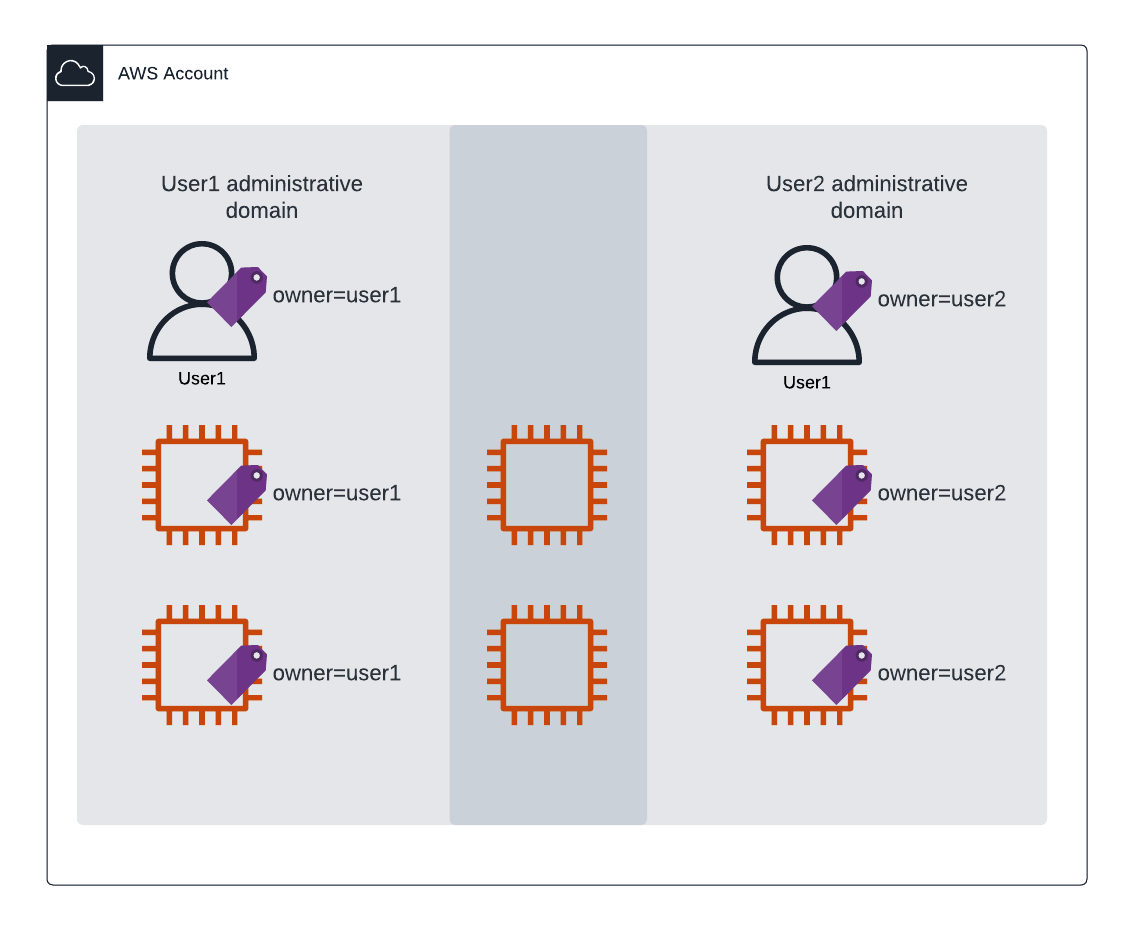 AWS Account
User1 administrative
domain
owner=user1
User1
owner=user1
owner=user1
User2 administrative
domain
owner=user2
User1
owner=user2
owner=user2